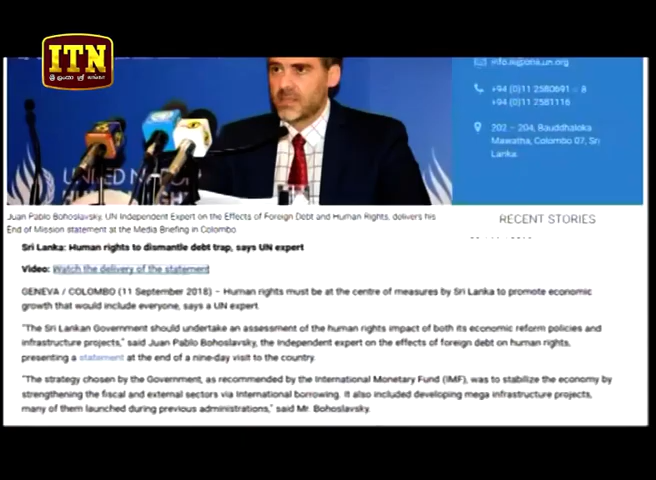 ITN
ශ්‍රී ලංකා
info.lk@one.un.org
+94 (0)11 2580691 – 8
+94 (0)11 2581116
202 – 204, Bauddhaloka
Mawatha, Colombo 07, Sri
Lanka.
UNITED NATIONS
Juan Pablo Bohoslavsky, UN Independent Expert on the Effects of Foreign Debt and Human Rights, delivers his
End of Mission statement at the Media Briefing in Colombo
RECENT STORIES
Sri Lanka: Human rights to dismantle debt trap, says UN expert
Video: Watch the delivery of the statement
GENEVA / COLOMBO (11 September 2018) – Human rights must be at the centre of measures by Sri Lanka to promote economic
growth that would include everyone, says a UN expert.
"The Sri Lankan Government should undertake an assessment of the human rights impact of both its economic reform policies and
infrastructure projects," said Juan Pablo Bohoslavsky, the Independent expert on the effects of foreign debt on human rights,
presenting a statement at the end of a nine-day visit to the country.
"The strategy chosen by the Government, as recommended by the International Monetary Fund (IMF), was to stabilize the economy by
strengthening the fiscal and external sectors via International borrowing. It also included developing mega infrastructure projects,
many of them launched during previous administrations," said Mr. Bohoslavsky.